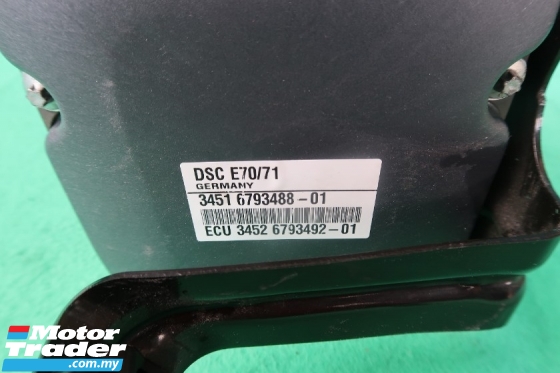 DSC E70/71
GERMANY
3451 6793488-01
ECU 3452 6793492-01
Motor
Trader
.com.my